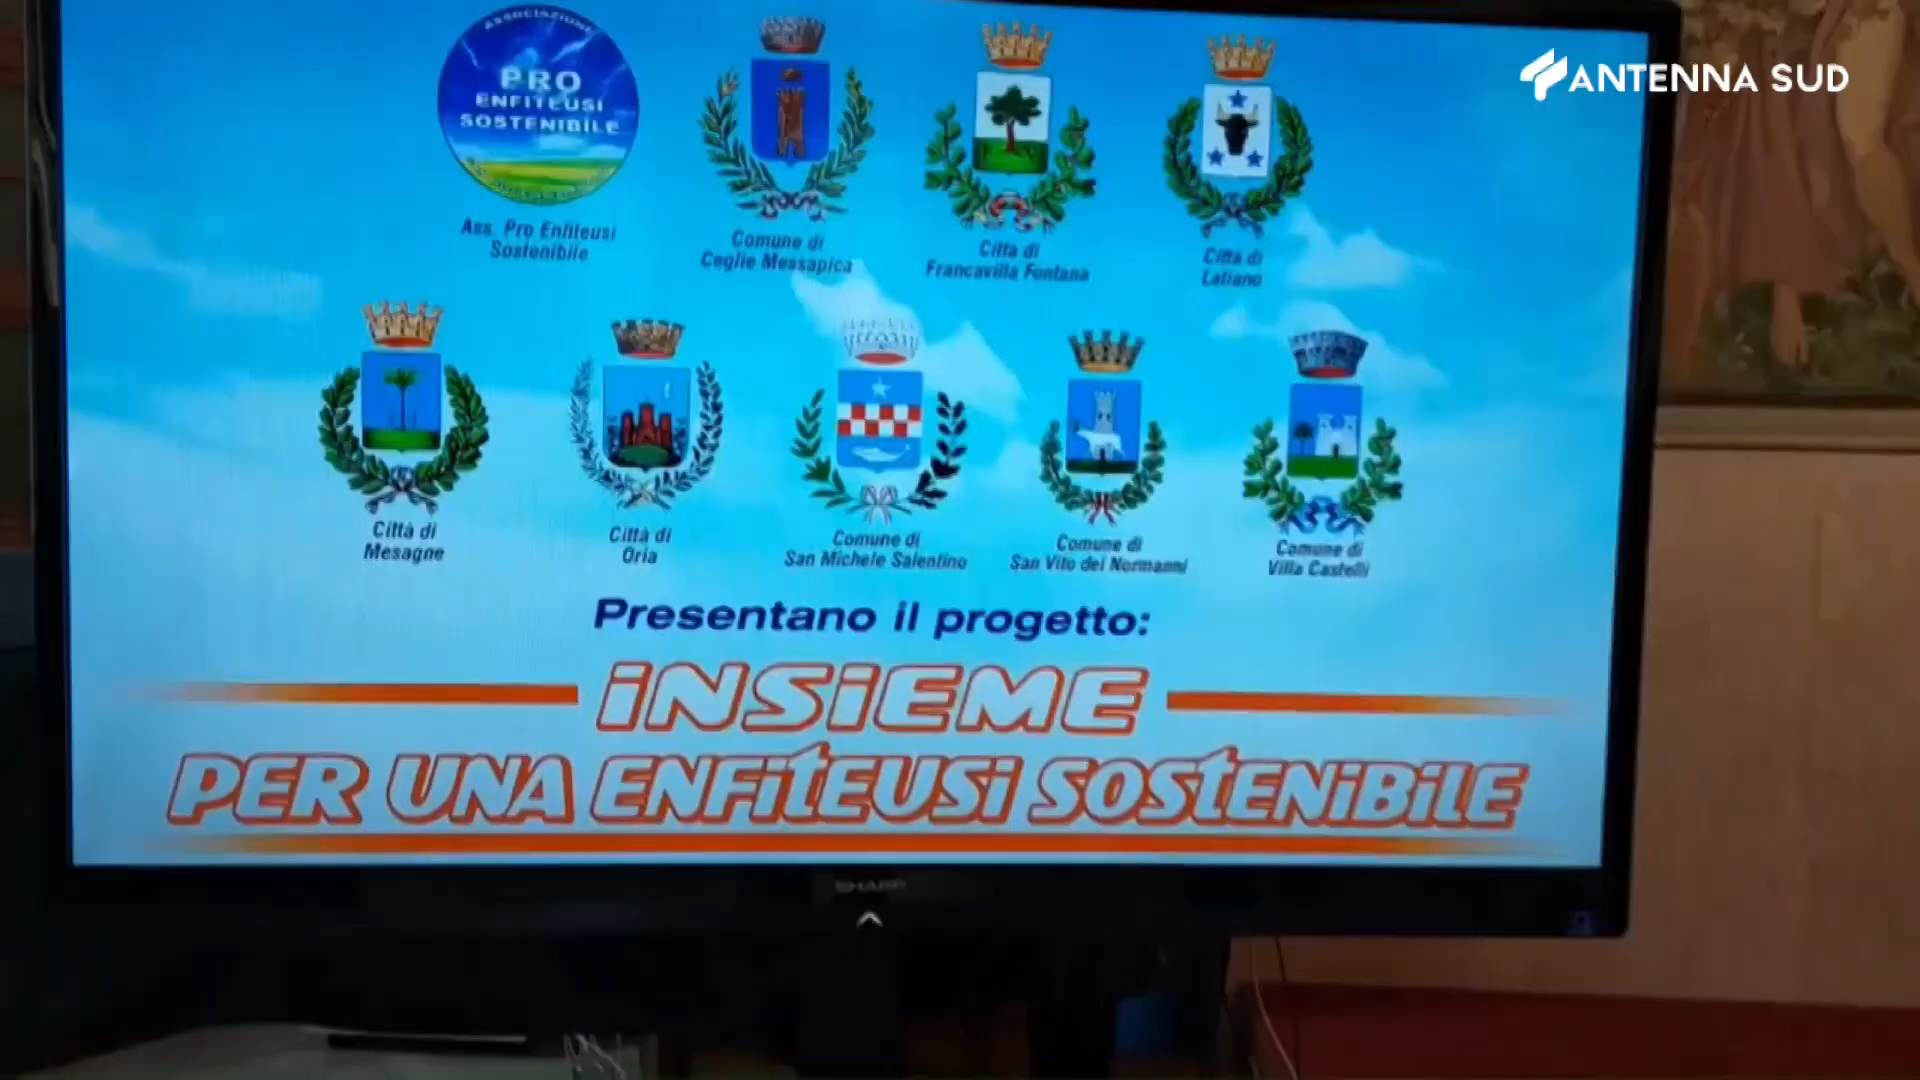 ANTENNA SUD
Associazione
PRO
ENFITEUSI
SOSTENIBILE
Ass. Pro Enfiteusi
Sostenibile
Comune di
Ceglie Messapica
Città di
Francavilla Fontana
Città di
Latiano
Città di
Mesagne
Città di
Oria
Comune di
San Michele Salentino
Comune di
San Vito dei Normanni
Comune di
Villa Castelli
Presentano il progetto:
INSIEME
PER UNA ENFITEUSI SOSTENIBILE
SHARP